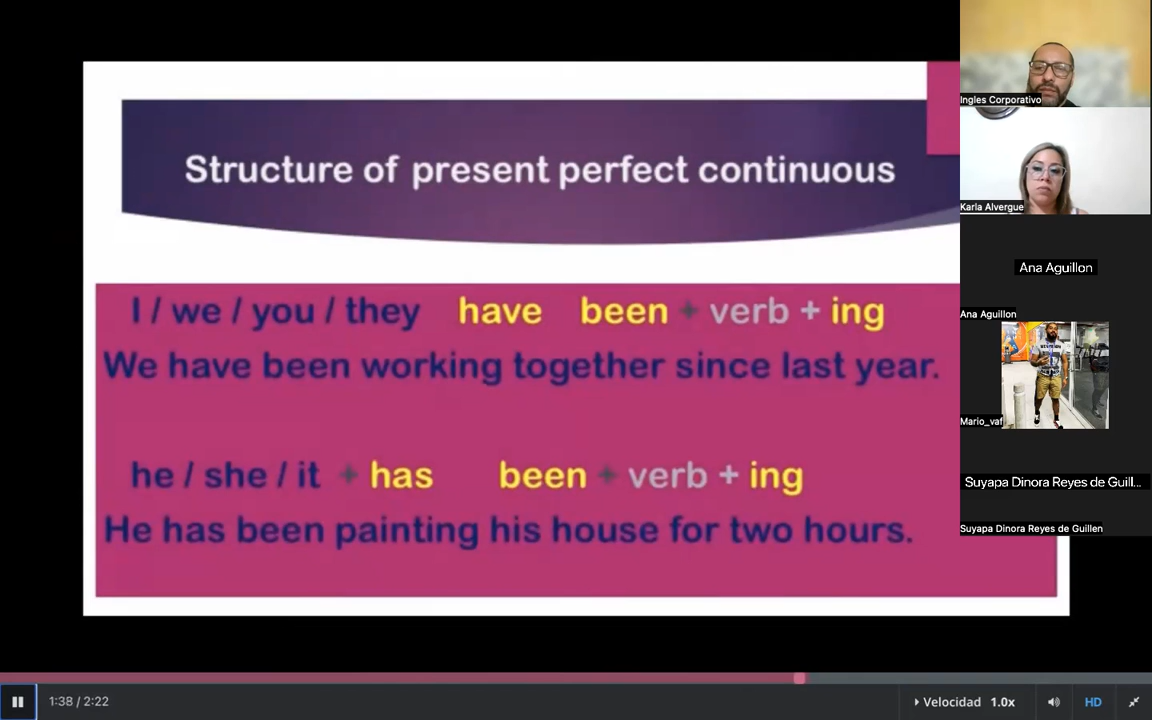 Structure of present perfect continuous
I / we / you / they have been + verb + ing
We have been working together since last year.
he / she / it + has been + verb + ing
He has been painting his house for two hours.
Ingles Corporativo
Karla Alvergue
Ana Aguillon
Ana Aguillon
Mario_vaf
Suyapa Dinora Reyes de Guill...
Suyapa Dinora Reyes de Guillen
1:38 / 2:22
Velocidad 1.0x
HD